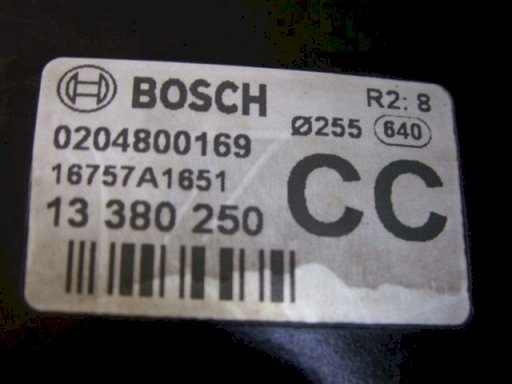 BOSCH R2: 8
0204800169 Ø255 640
16757A1651
13 380 250 CC